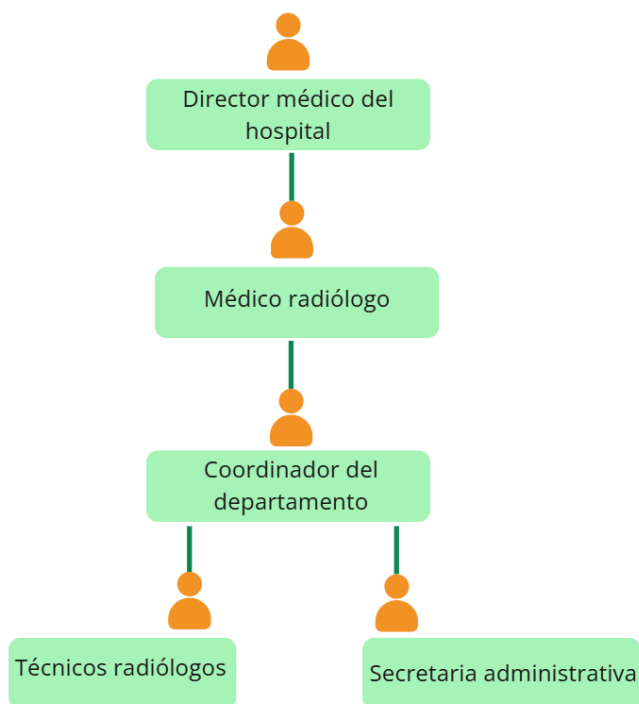 Director médico del
hospital
Médico radiólogo
Coordinador del
departamento
Técnicos radiólogos
Secretaria administrativa